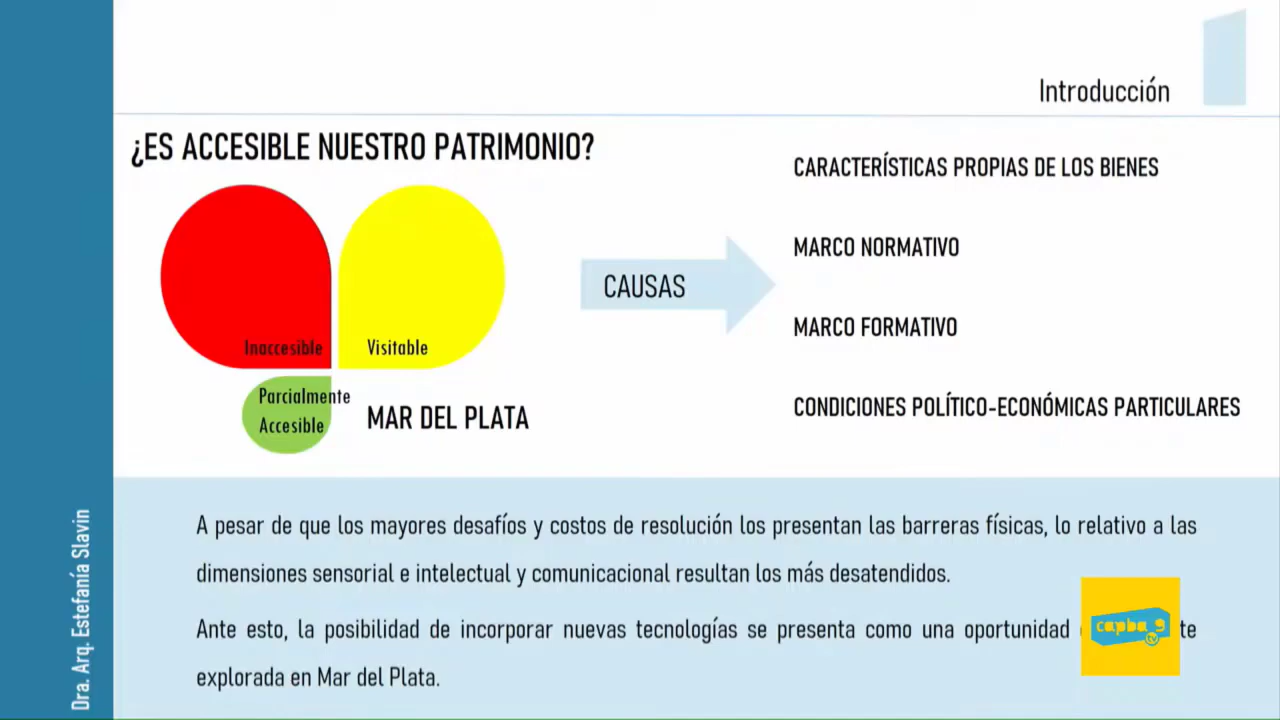 Introducción
¿ES ACCESIBLE NUESTRO PATRIMONIO?
Inaccesible
Visitable
Parcialmente
Accesible
MAR DEL PLATA
CAUSAS
CARACTERÍSTICAS PROPIAS DE LOS BIENES
MARCO NORMATIVO
MARCO FORMATIVO
CONDICIONES POLÍTICO-ECONÓMICAS PARTICULARES
A pesar de que los mayores desafíos y costos de resolución los presentan las barreras físicas, lo relativo a las
dimensiones sensorial e intelectual y comunicacional resultan los más desatendidos.
Ante esto, la posibilidad de incorporar nuevas tecnologías se presenta como una oportunidad
explorada en Mar del Plata.
capba 9
tv
Dra. Arq. Estefanía Slavin